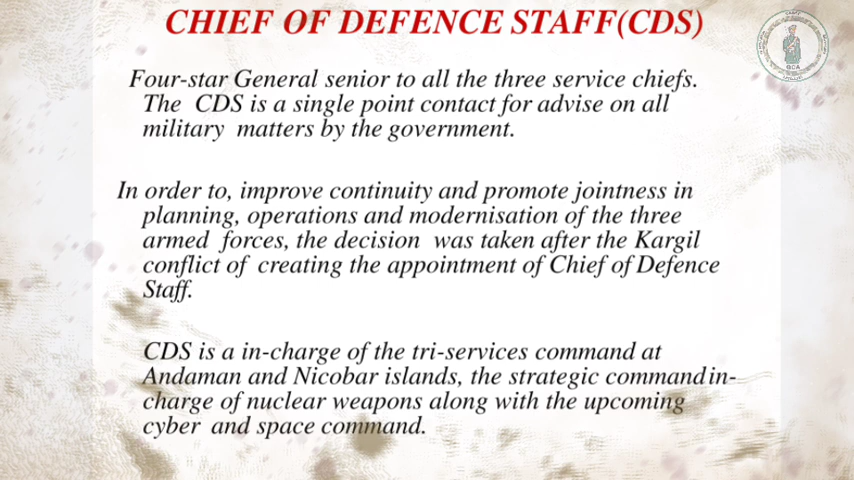 CHIEF OF DEFENCE STAFF(CDS)
Four-star General senior to all the three service chiefs.
The CDS is a single point contact for advise on all
military matters by the government.
In order to, improve continuity and promote jointness in
planning, operations and modernisation of the three
armed forces, the decision was taken after the Kargil
conflict of creating the appointment of Chief of Defence
Staff.
CDS is a in-charge of the tri-services command at
Andaman and Nicobar islands, the strategic command in-
charge of nuclear weapons along with the upcoming
cyber and space command.
GCA